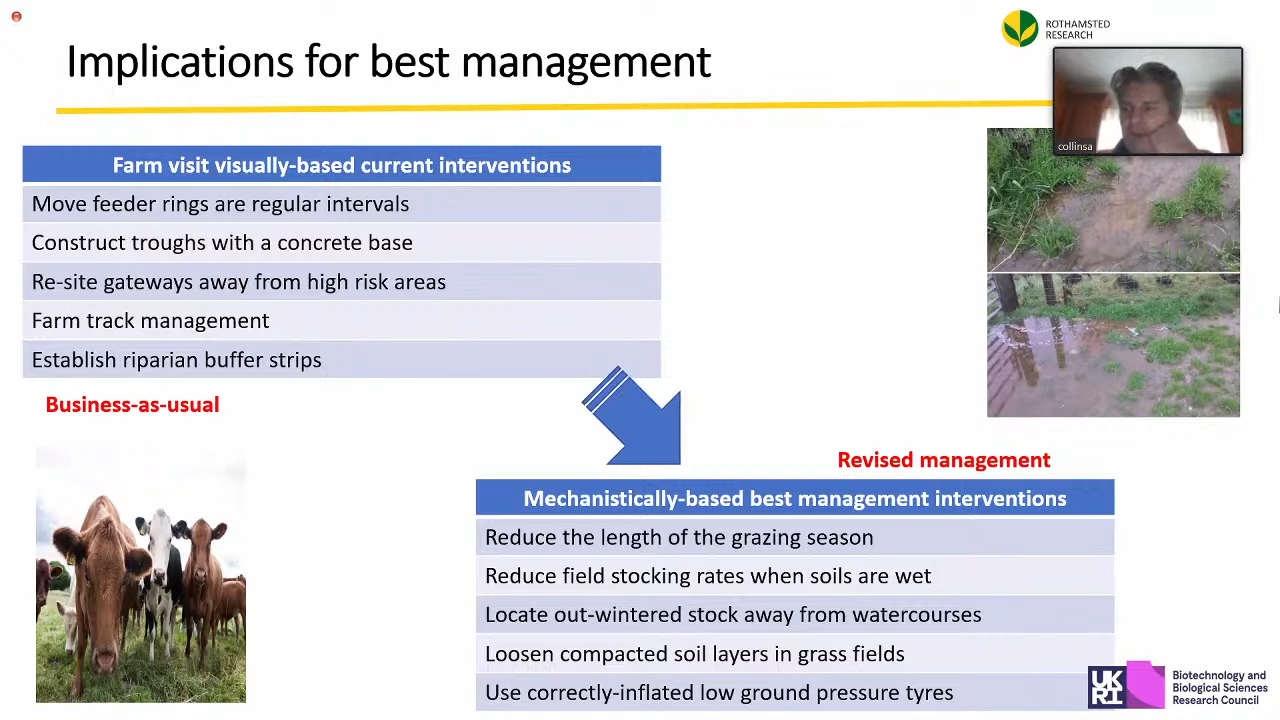 Implications for best management
ROTHAMSTED
RESEARCH
collinsa
Farm visit visually-based current interventions
Move feeder rings are regular intervals
Construct troughs with a concrete base
Re-site gateways away from high risk areas
Farm track management
Establish riparian buffer strips
Business-as-usual
Revised management
Mechanistically-based best management interventions
Reduce the length of the grazing season
Reduce field stocking rates when soils are wet
Locate out-wintered stock away from watercourses
Loosen compacted soil layers in grass fields
Use correctly-inflated low ground pressure tyres
UK
RI
Biotechnology and
Biological Sciences
Research Council